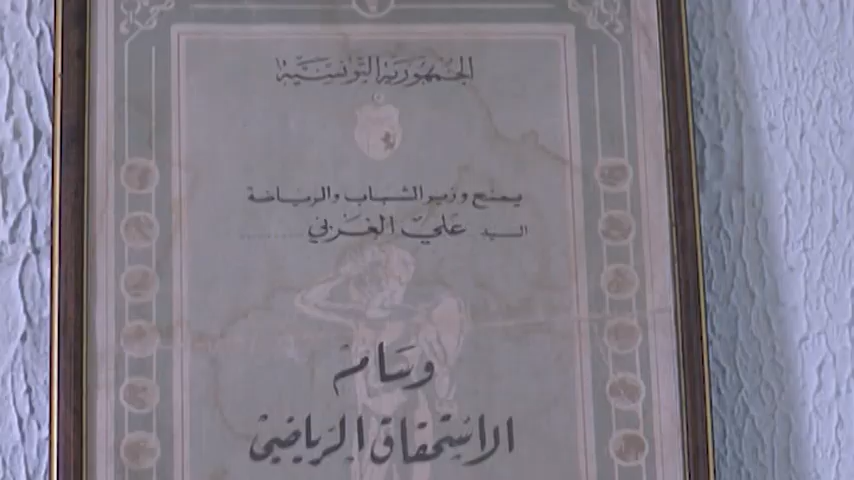 الجمهورية التونسية
يمنح وزير الشباب والرياضة
السيد علي الغربي
وسام
الاستحقاق الرياضي